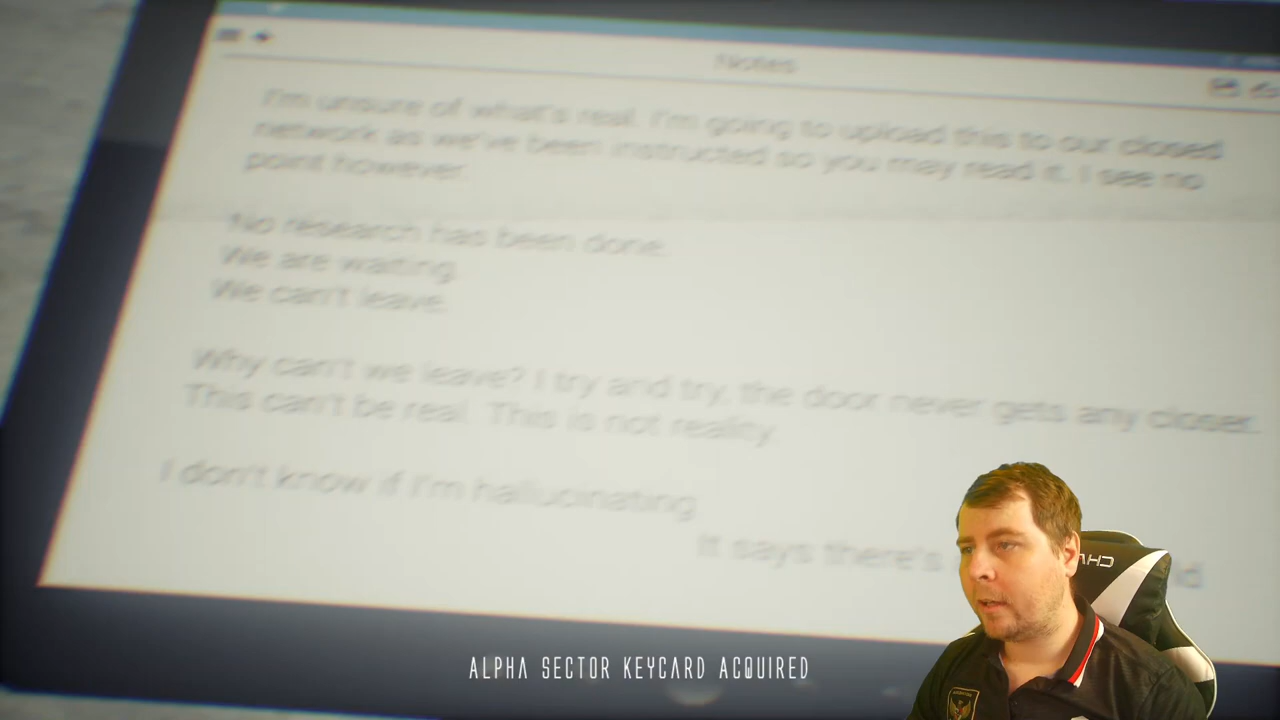 Notes
I'm unsure of what's real. I'm going to upload this to our closed
network as we've been instructed so you may read it. I see no
point however.
No research has been done.
We are waiting.
We can't leave.
Why can't we leave? I try and try, the door never gets any closer.
This can't be real. This is not reality.
I don't know if I'm hallucinating
It says there's
ALPHA SECTOR KEYCARD ACQUIRED